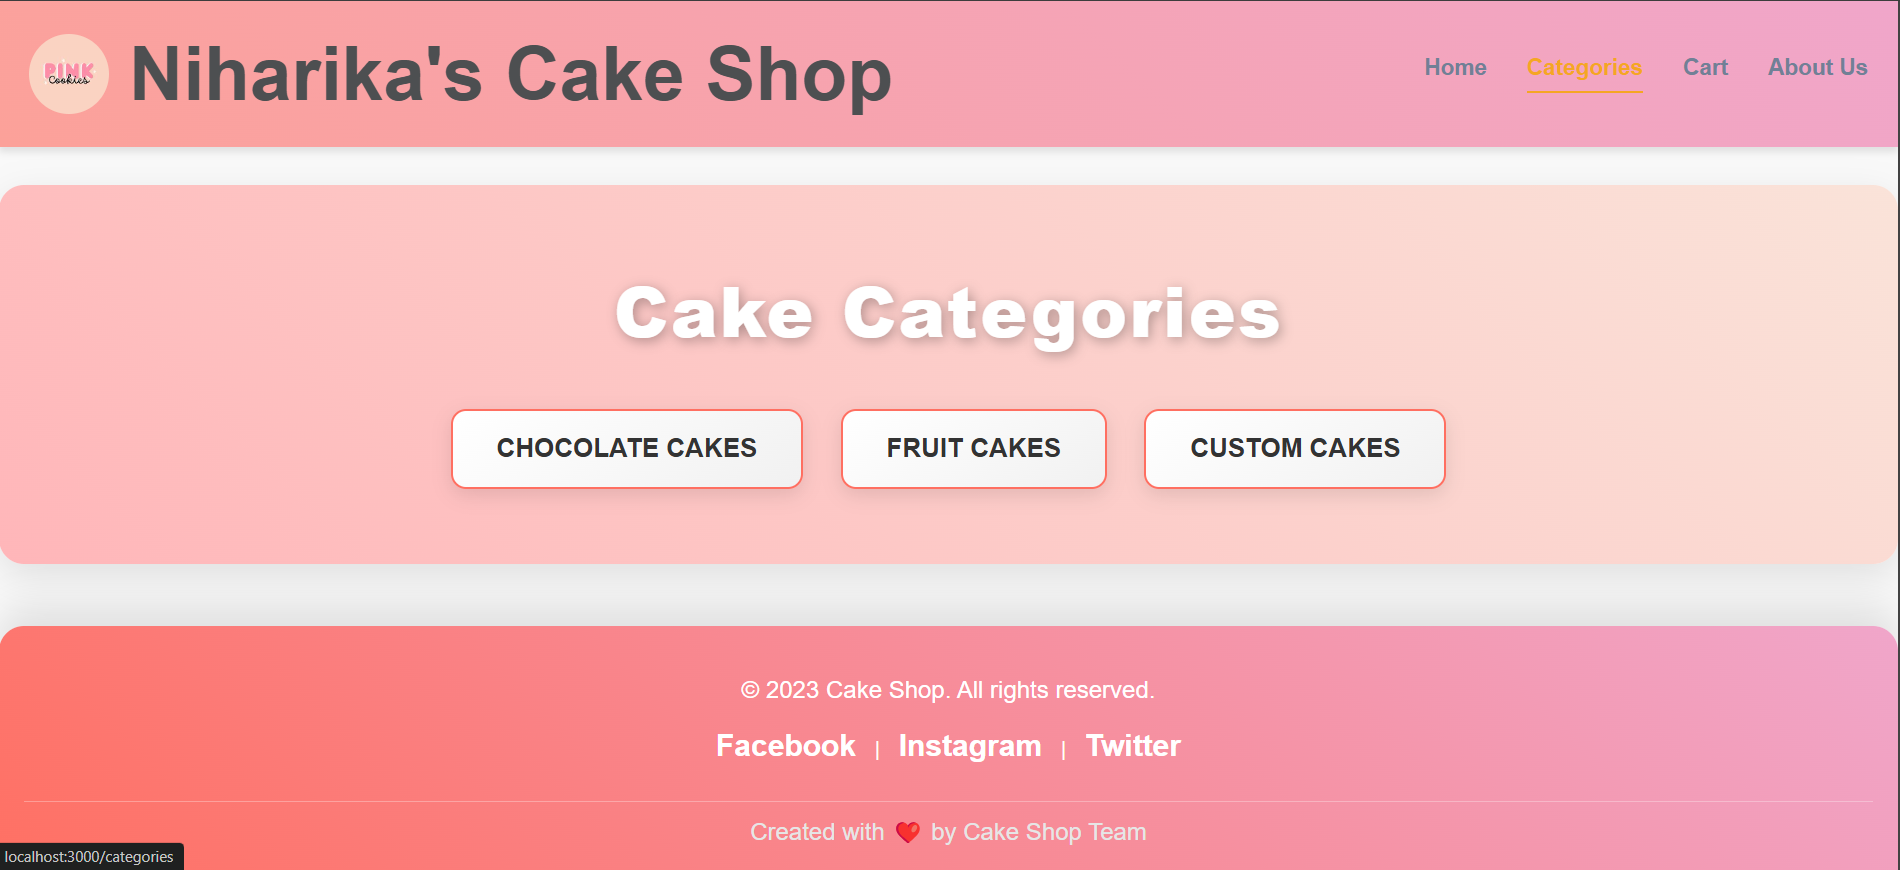 PINK
Cookies
Niharika's Cake Shop
Home Categories Cart About Us
Cake Categories
CHOCOLATE CAKES FRUIT CAKES CUSTOM CAKES
© 2023 Cake Shop. All rights reserved.
Facebook | Instagram | Twitter
Created with ❤️ by Cake Shop Team
localhost:3000/categories